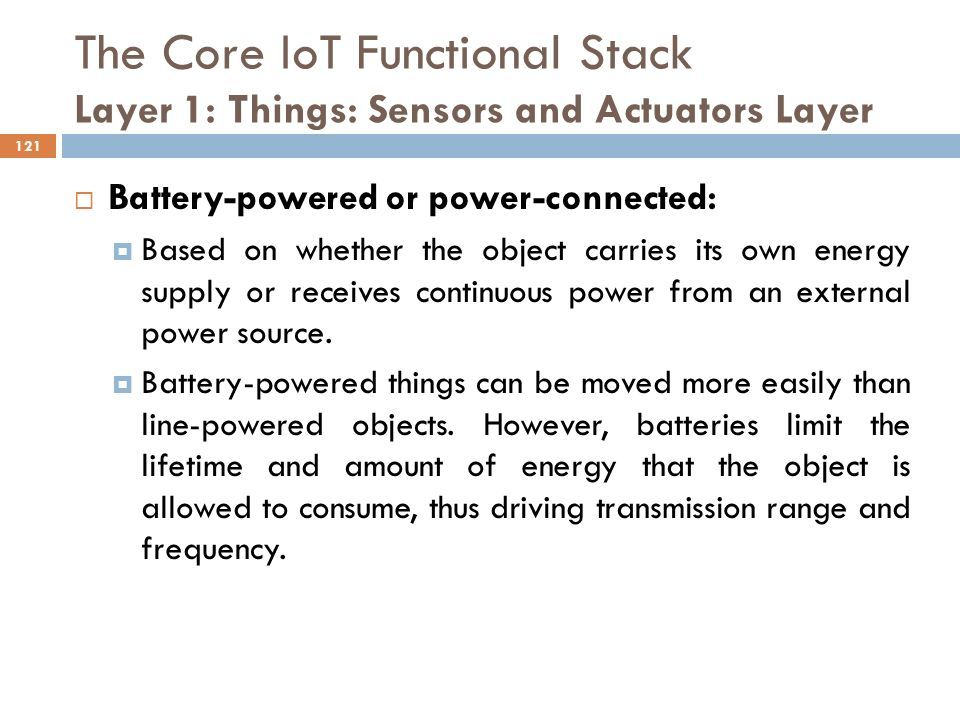 The Core IoT Functional Stack
Layer 1: Things: Sensors and Actuators Layer
121
Battery-powered or power-connected:
Based on whether the object carries its own energy
supply or receives continuous power from an external
power source.
Battery-powered things can be moved more easily than
line-powered objects. However, batteries limit the
lifetime and amount of energy that the object is
allowed to consume, thus driving transmission range and
frequency.